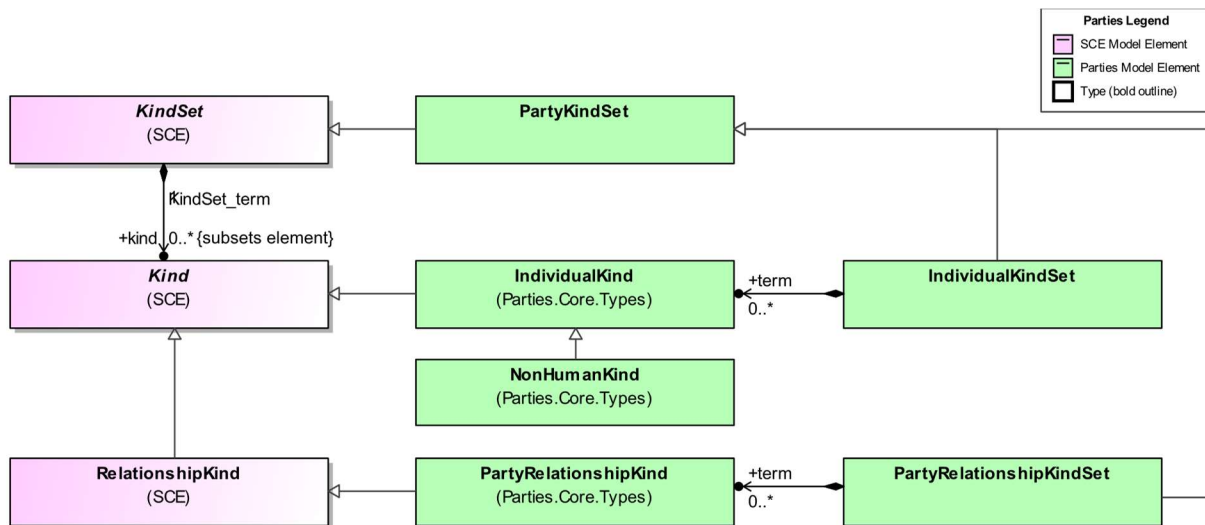 Parties Legend
SCE Model Element
Parties Model Element
Type (bold outline)
KindSet
(SCE)
PartyKindSet
KindSet_term
+kind 0..* {subsets element}
Kind
(SCE)
IndividualKind
(Parties.Core.Types)
+term
0..*
IndividualKindSet
NonHumanKind
(Parties.Core.Types)
RelationshipKind
(SCE)
PartyRelationshipKind
(Parties.Core.Types)
+term
0..*
PartyRelationshipKindSet